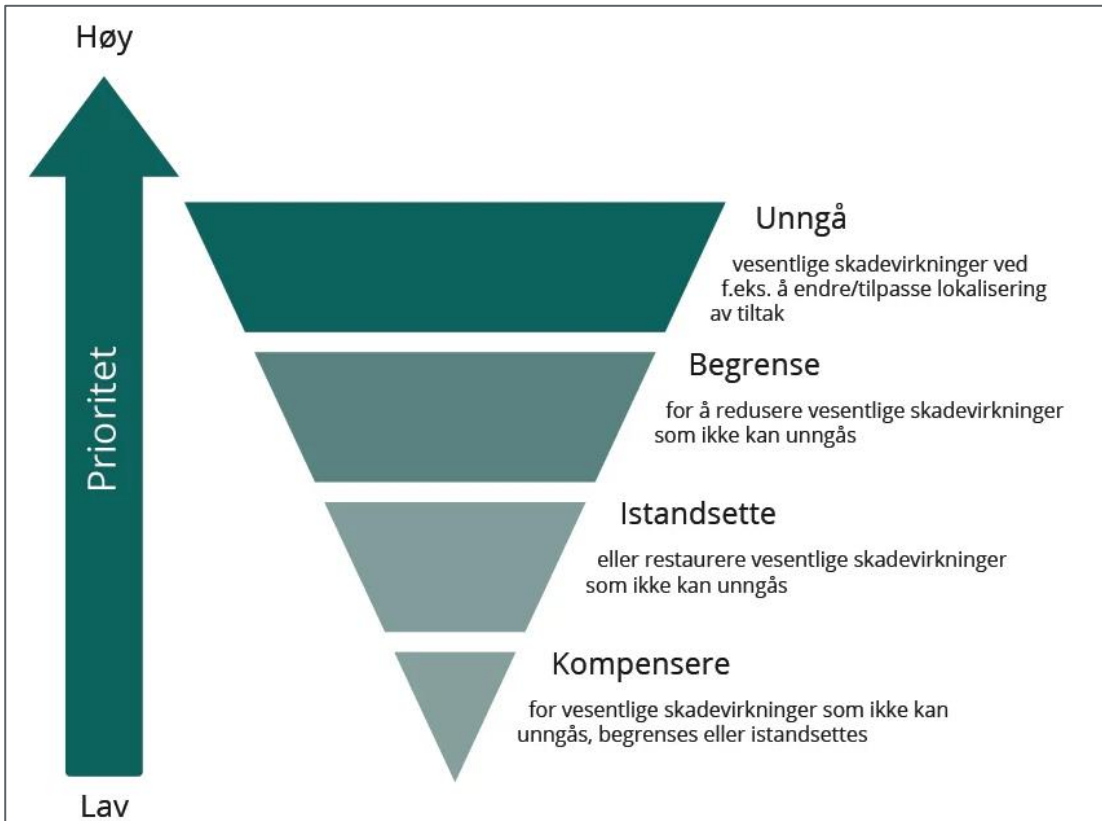 Høy
Unngå
vesentlige skadevirkninger ved
f.eks. å endre/tilpasse lokalisering
av tiltak
Begrense
for å redusere vesentlige skadevirkninger
som ikke kan unngås
Prioritet
Istandsette
eller restaurere vesentlige skadevirkninger
som ikke kan unngås
Kompensere
for vesentlige skadevirkninger som ikke kan
unngås, begrenses eller istandsettes
Lav